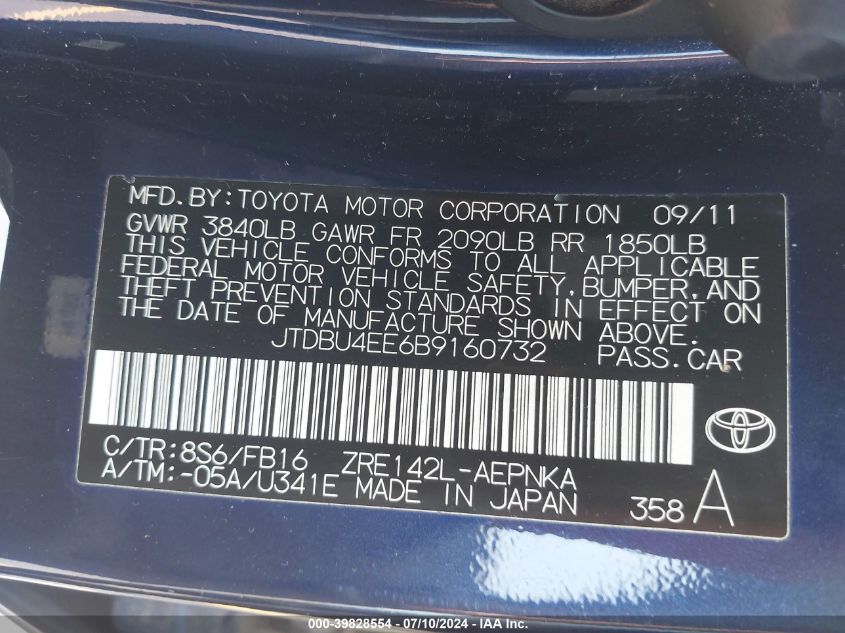 MFD.BY:TOYOTA MOTOR CORPORATION 09/11
GVWR 3840LB GAWR FR 2090LB RR 1850LB
THIS VEHICLE CONFORMS TO ALL APPLICABLE
FEDERAL MOTOR VEHICLE SAFETY,BUMPER,AND
THEFT PREVENTION STANDARDS IN EFFECT ON
THE DATE OF MANUFACTURE SHOWN ABOVE.
JTDBU4EE6B9160732 PASS.CAR
C/TR:8S6/FB16 ZRE142L-AEPNKA
A/TM:-05A/U341E MADE IN JAPAN 358 A
000-39828554 - 07/10/2024 - IAA Inc.